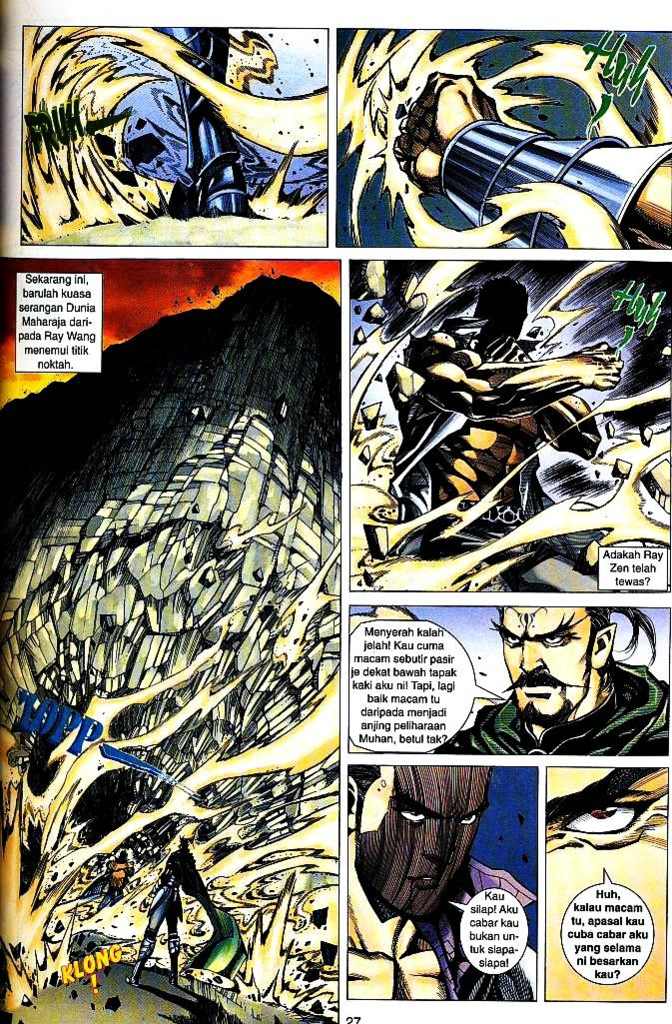 FRUH
Huh
Sekarang ini,
barulah kuasa
serangan Dunia
Maharaja dari-
pada Ray Wang
menemui titik
noktah.
ZOPP
KLONG
!
Huh
Adakah Ray
Zen telah
tewas?
Menyerah kalah
jelah! Kau cuma
macam sebutir pasir
je dekat bawah tapak
kaki aku ni! Tapi, lagi
baik macam tu
daripada menjadi
anjing peliharaan
Muhan, betul tak?
Kau
silap! Aku
cabar kau
bukan un-
tuk siapa-
siapa!
Huh,
kalau macam
tu, apasal kau
cuba cabar aku
yang selama
ni besarkan
kau?
27